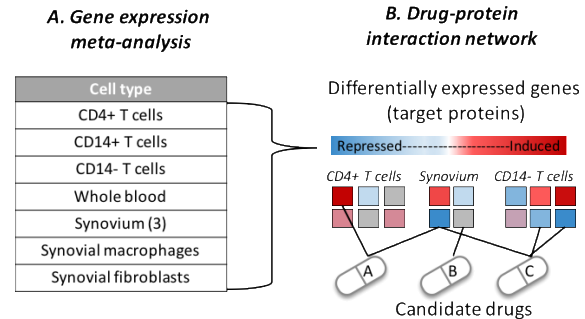 A. Gene expression
meta-analysis
Cell type
CD4+ T cells
CD14+ T cells
CD14- T cells
Whole blood
Synovium (3)
Synovial macrophages
Synovial fibroblasts
B. Drug-protein
interaction network
Differentially expressed genes
(target proteins)
Repressed----------------------Induced
CD4+ T cells Synovium CD14- T cells
A B C
Candidate drugs